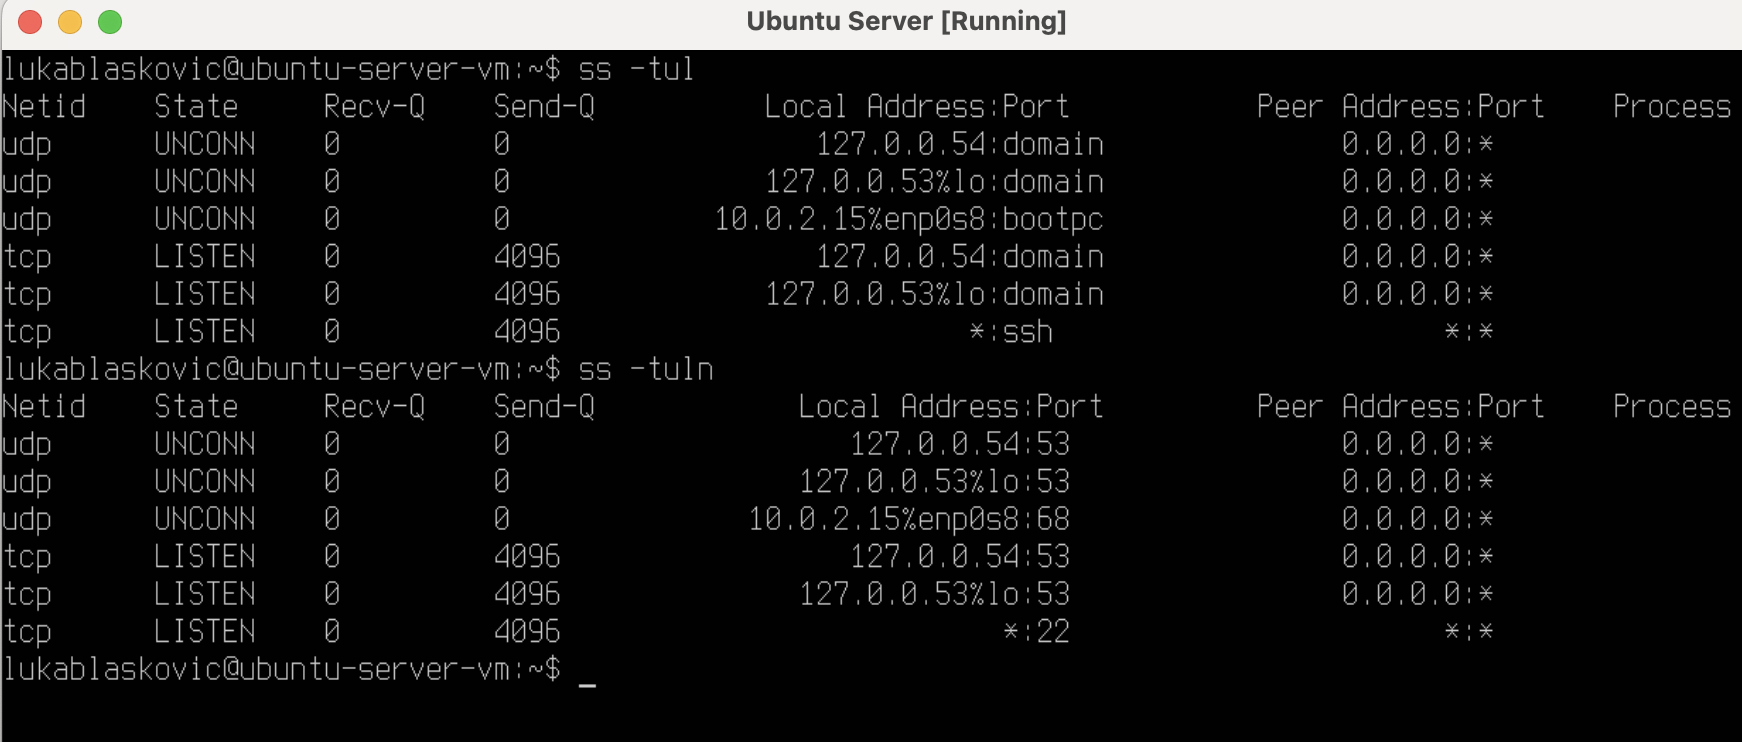 Ubuntu Server [Running]
lukablaskovic@ubuntu-server-vm:~$ ss -tul
Netid State Recv-Q Send-Q Local Address:Port Peer Address:Port Process
udp UNCONN 0 0 127.0.0.54:domain 0.0.0.0:*
udp UNCONN 0 0 127.0.0.53%lo:domain 0.0.0.0:*
udp UNCONN 0 0 10.0.2.15%enp0s8:bootpc 0.0.0.0:*
tcp LISTEN 0 4096 127.0.0.54:domain 0.0.0.0:*
tcp LISTEN 0 4096 127.0.0.53%lo:domain 0.0.0.0:*
tcp LISTEN 0 4096 *:ssh *:*
lukablaskovic@ubuntu-server-vm:~$ ss -tuln
Netid State Recv-Q Send-Q Local Address:Port Peer Address:Port Process
udp UNCONN 0 0 127.0.0.54:53 0.0.0.0:*
udp UNCONN 0 0 127.0.0.53%lo:53 0.0.0.0:*
udp UNCONN 0 0 10.0.2.15%enp0s8:68 0.0.0.0:*
tcp LISTEN 0 4096 127.0.0.54:53 0.0.0.0:*
tcp LISTEN 0 4096 127.0.0.53%lo:53 0.0.0.0:*
tcp LISTEN 0 4096 *:22 *:*
lukablaskovic@ubuntu-server-vm:~$ _